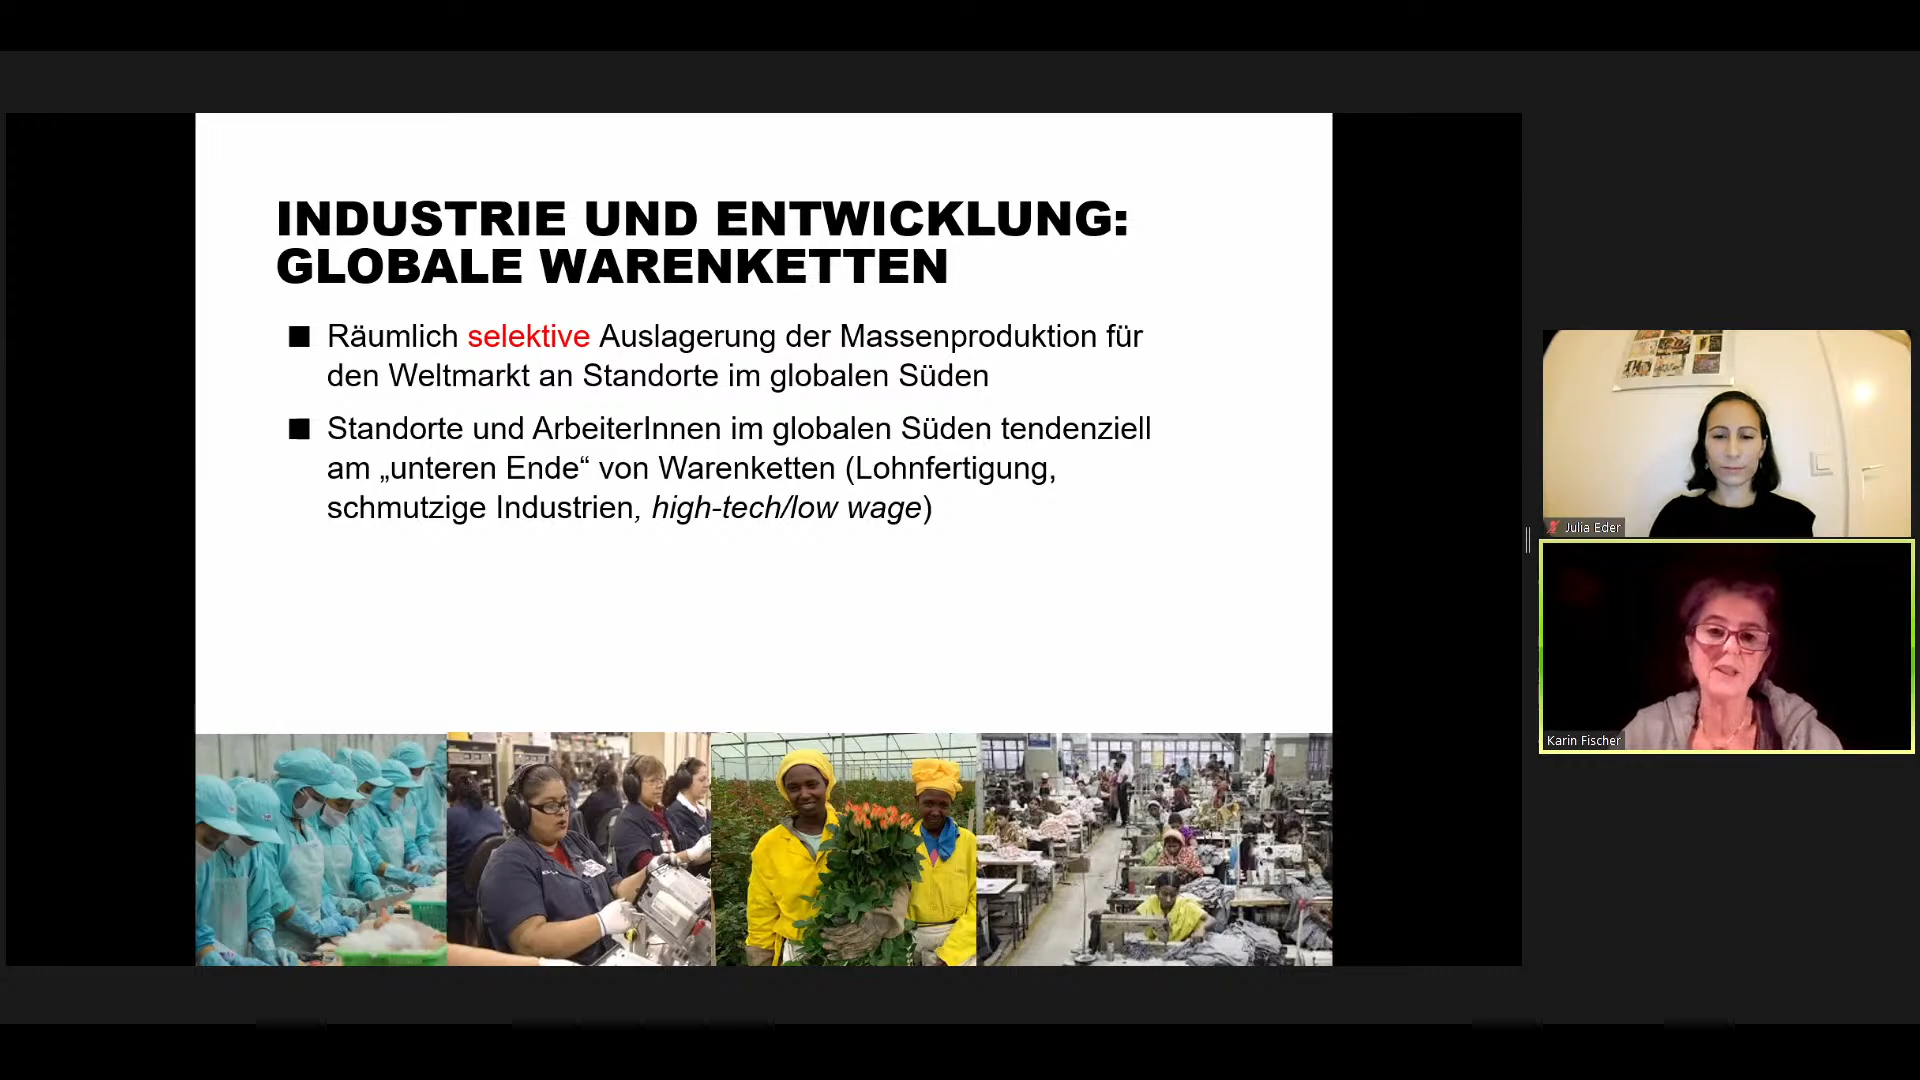 INDUSTRIE UND ENTWICKLUNG:
GLOBALE WARENKETTEN
Räumlich selektive Auslagerung der Massenproduktion für
den Weltmarkt an Standorte im globalen Süden
Standorte und ArbeiterInnen im globalen Süden tendenziell
am „unteren Ende“ von Warenketten (Lohnfertigung,
schmutzige Industrien, high-tech/low wage)
Julia Eder
Karin Fischer